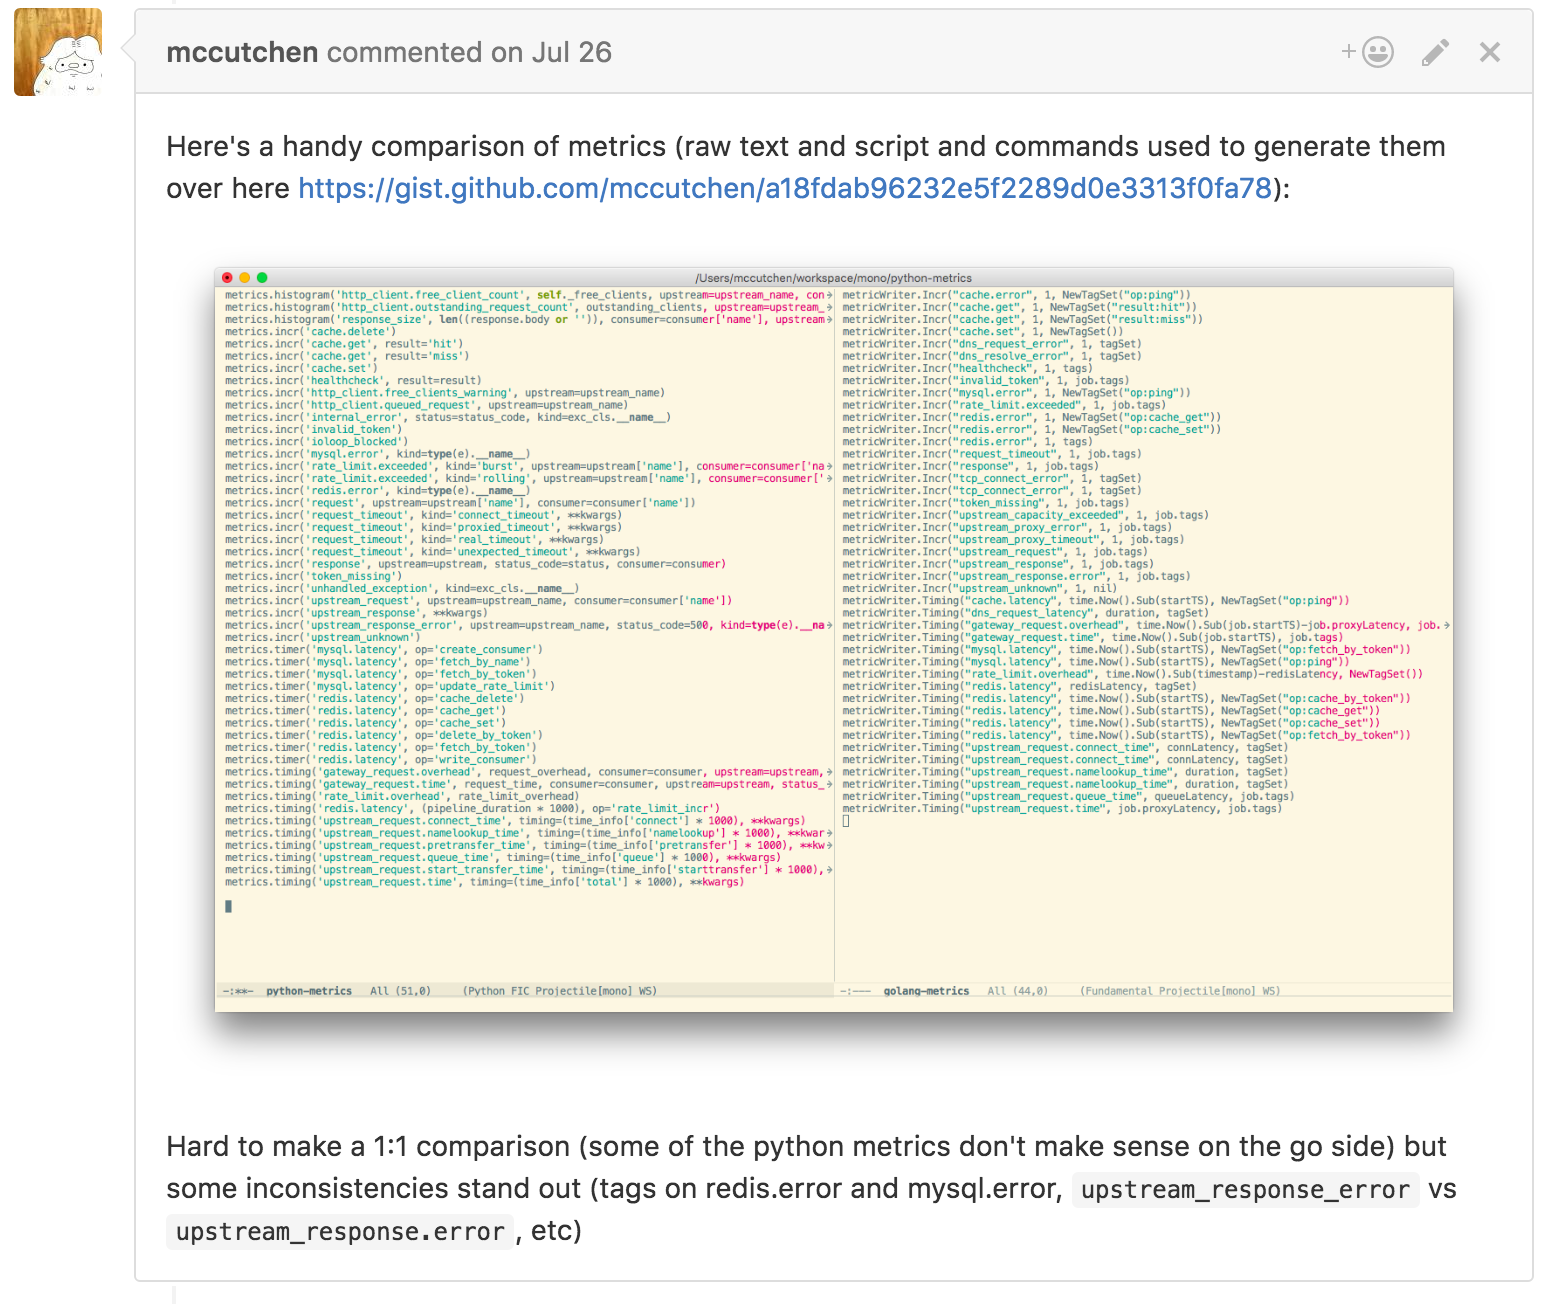 mccutchen commented on Jul 26
Here's a handy comparison of metrics (raw text and script and commands used to generate them
over here https://gist.github.com/mccutchen/a18fdab96232e5f2289d0e3313f0fa78):
/Users/mccutchen/workspace/mono/python-metrics
metrics.histogram('http_client.free_client_count', self._free_clients, upstream=upstream_name, con
metrics.histogram('http_client.outstanding_request_count', outstanding_clients, upstream=upstream_
metrics.histogram('response_size', len((response.body or '')), consumer=consumer['name'], upstream
metrics.incr('cache.delete')
metrics.incr('cache.get', result='hit')
metrics.incr('cache.get', result='miss')
metrics.incr('cache.set')
metrics.incr('healthcheck', result=result)
metrics.incr('http_client.free_clients_warning', upstream=upstream_name)
metrics.incr('http_client.queued_request', upstream=upstream_name)
metrics.incr('internal_error', status=status_code, kind=exc_cls.__name__)
metrics.incr('invalid_token')
metrics.incr('ioloop_blocked')
metrics.incr('mysql.error', kind=type(e).__name__)
metrics.incr('rate_limit.exceeded', kind='burst', upstream=upstream['name'], consumer=consumer['na
metrics.incr('rate_limit.exceeded', kind='rolling', upstream=upstream['name'], consumer=consumer['
metrics.incr('redis.error', kind=type(e).__name__)
metrics.incr('request', upstream=upstream['name'], consumer=consumer['name'])
metrics.incr('request_timeout', kind='connect_timeout', **kwargs)
metrics.incr('request_timeout', kind='proxied_timeout', **kwargs)
metrics.incr('request_timeout', kind='real_timeout', **kwargs)
metrics.incr('request_timeout', kind='unexpected_timeout', **kwargs)
metrics.incr('response', upstream=upstream, status_code=status, consumer=consumer)
metrics.incr('token_missing')
metrics.incr('unhandled_exception', kind=exc_cls.__name__)
metrics.incr('upstream_request', upstream=upstream_name, consumer=consumer['name'])
metrics.incr('upstream_response', **kwargs)
metrics.incr('upstream_response_error', upstream=upstream_name, status_code=500, kind=type(e).__na
metrics.incr('upstream_unknown')
metrics.timer('mysql.latency', op='create_consumer')
metrics.timer('mysql.latency', op='fetch_by_name')
metrics.timer('mysql.latency', op='fetch_by_token')
metrics.timer('mysql.latency', op='update_rate_limit')
metrics.timer('redis.latency', op='cache_delete')
metrics.timer('redis.latency', op='cache_get')
metrics.timer('redis.latency', op='cache_set')
metrics.timer('redis.latency', op='delete_by_token')
metrics.timer('redis.latency', op='fetch_by_token')
metrics.timer('redis.latency', op='write_consumer')
metrics.timing('gateway_request.overhead', request_overhead, consumer=consumer, upstream=upstream,
metrics.timing('gateway_request.time', request_time, consumer=consumer, upstream=upstream, status_
metrics.timing('rate_limit.overhead', rate_limit_overhead)
metrics.timing('redis.latency', (pipeline_duration * 1000), op='rate_limit_incr')
metrics.timing('upstream_request.connect_time', timing=(time_info['connect'] * 1000), **kwargs)
metrics.timing('upstream_request.namelookup_time', timing=(time_info['namelookup'] * 1000), **kwar
metrics.timing('upstream_request.pretransfer_time', timing=(time_info['pretransfer'] * 1000), **kw
metrics.timing('upstream_request.queue_time', timing=(time_info['queue'] * 1000), **kwargs)
metrics.timing('upstream_request.start_transfer_time', timing=(time_info['starttransfer'] * 1000),
metrics.timing('upstream_request.time', timing=(time_info['total'] * 1000), **kwargs)
-:**- python-metrics All (51,0) (Python FIC Projectile[mono] WS)
metricWriter.Incr("cache.error", 1, NewTagSet("op:ping"))
metricWriter.Incr("cache.get", 1, NewTagSet("result:hit"))
metricWriter.Incr("cache.get", 1, NewTagSet("result:miss"))
metricWriter.Incr("cache.set", 1, NewTagSet())
metricWriter.Incr("dns_request_error", 1, tagSet)
metricWriter.Incr("dns_resolve_error", 1, tagSet)
metricWriter.Incr("healthcheck", 1, tags)
metricWriter.Incr("invalid_token", 1, job.tags)
metricWriter.Incr("mysql.error", 1, NewTagSet("op:ping"))
metricWriter.Incr("rate_limit.exceeded", 1, job.tags)
metricWriter.Incr("redis.error", 1, NewTagSet("op:cache_get"))
metricWriter.Incr("redis.error", 1, NewTagSet("op:cache_set"))
metricWriter.Incr("redis.error", 1, tags)
metricWriter.Incr("request_timeout", 1, job.tags)
metricWriter.Incr("response", 1, job.tags)
metricWriter.Incr("tcp_connect_error", 1, tagSet)
metricWriter.Incr("tcp_connect_error", 1, tagSet)
metricWriter.Incr("token_missing", 1, job.tags)
metricWriter.Incr("upstream_capacity_exceeded", 1, job.tags)
metricWriter.Incr("upstream_proxy_error", 1, job.tags)
metricWriter.Incr("upstream_proxy_timeout", 1, job.tags)
metricWriter.Incr("upstream_request", 1, job.tags)
metricWriter.Incr("upstream_response", 1, job.tags)
metricWriter.Incr("upstream_response.error", 1, job.tags)
metricWriter.Incr("upstream_unknown", 1, nil)
metricWriter.Timing("cache.latency", time.Now().Sub(startTS), NewTagSet("op:ping"))
metricWriter.Timing("dns_request_latency", duration, tagSet)
metricWriter.Timing("gateway_request.overhead", time.Now().Sub(job.startTS)-job.proxyLatency, job.
metricWriter.Timing("gateway_request.time", time.Now().Sub(job.startTS), job.tags)
metricWriter.Timing("mysql.latency", time.Now().Sub(startTS), NewTagSet("op:fetch_by_token"))
metricWriter.Timing("mysql.latency", time.Now().Sub(startTS), NewTagSet("op:ping"))
metricWriter.Timing("rate_limit.overhead", time.Now().Sub(timestamp)-redisLatency, NewTagSet())
metricWriter.Timing("redis.latency", redisLatency, tagSet)
metricWriter.Timing("redis.latency", time.Now().Sub(startTS), NewTagSet("op:cache_by_token"))
metricWriter.Timing("redis.latency", time.Now().Sub(startTS), NewTagSet("op:cache_get"))
metricWriter.Timing("redis.latency", time.Now().Sub(startTS), NewTagSet("op:cache_set"))
metricWriter.Timing("redis.latency", time.Now().Sub(startTS), NewTagSet("op:fetch_by_token"))
metricWriter.Timing("upstream_request.connect_time", connLatency, tagSet)
metricWriter.Timing("upstream_request.connect_time", connLatency, tagSet)
metricWriter.Timing("upstream_request.namelookup_time", duration, tagSet)
metricWriter.Timing("upstream_request.namelookup_time", duration, tagSet)
metricWriter.Timing("upstream_request.queue_time", queueLatency, job.tags)
metricWriter.Timing("upstream_request.time", job.proxyLatency, job.tags)
-:--- golang-metrics All (44,0) (Fundamental Projectile[mono] WS)
Hard to make a 1:1 comparison (some of the python metrics don't make sense on the go side) but
some inconsistencies stand out (tags on redis.error and mysql.error, upstream_response_error vs
upstream_response.error, etc)